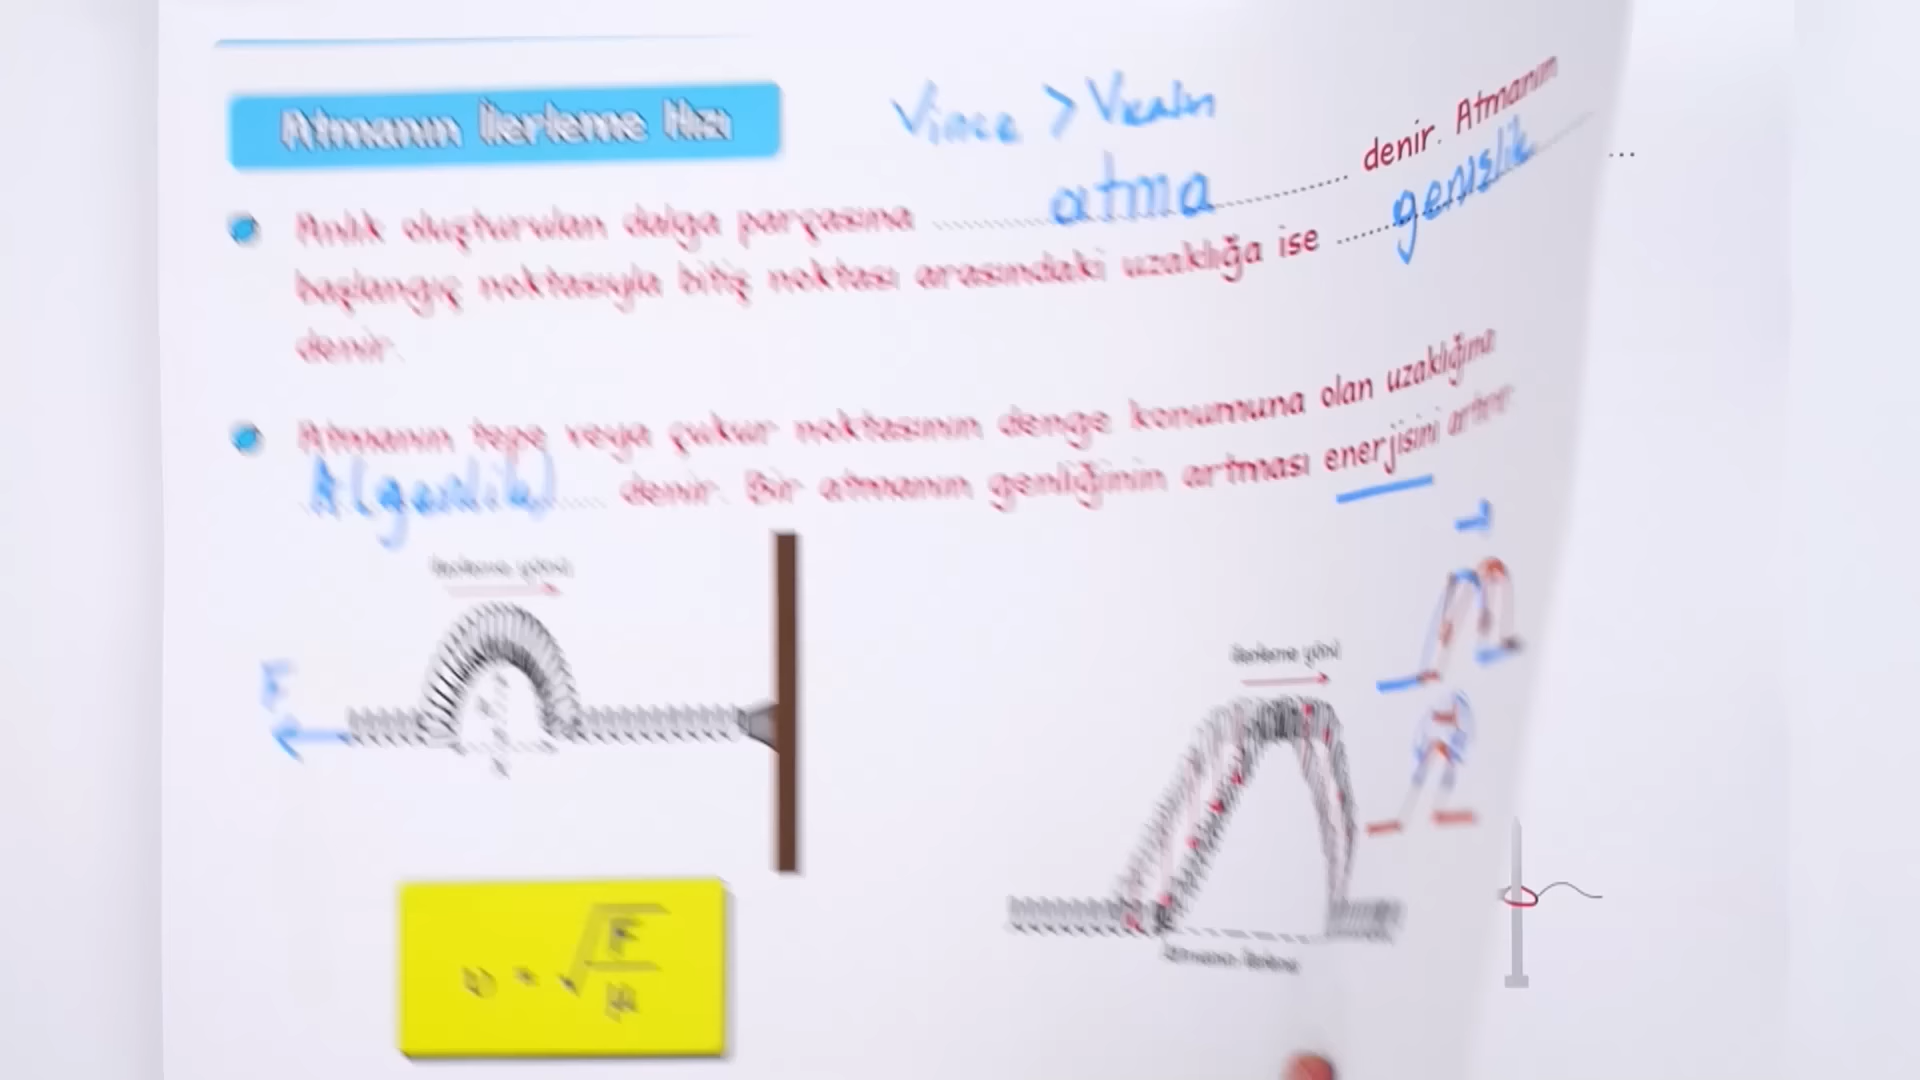 Atmanın İlerleme Hızı
Vince > Vkalın
Anlık oluşturulan dalga parçasına atma denir. Atmanın
başlangıç noktasıyla bitiş noktası arasındaki uzaklığa ise genişlik
denir.
Atmanın tepe veya çukur noktasının denge konumuna olan uzaklığına
A(genlik) denir. Bir atmanın genliğinin artması enerjisini artırır.
İlerleme yönü
F
İlerleme yönü
υ = √F/μ